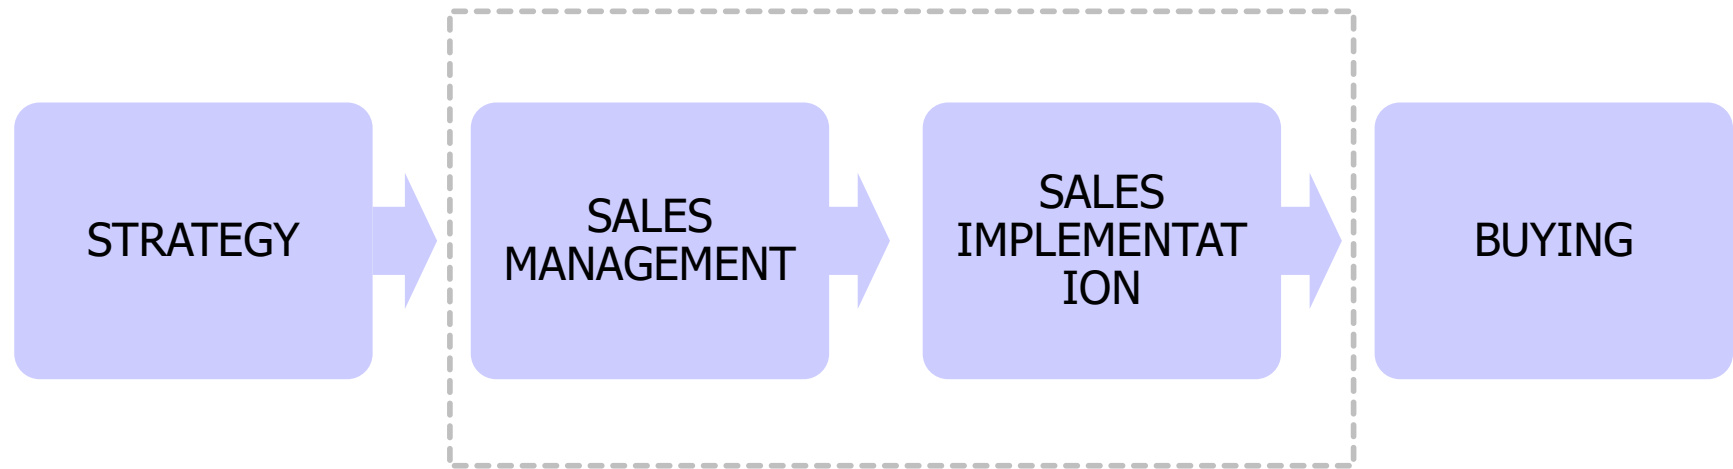 STRATEGY
SALES
MANAGEMENT
SALES
IMPLEMENTAT
ION
BUYING